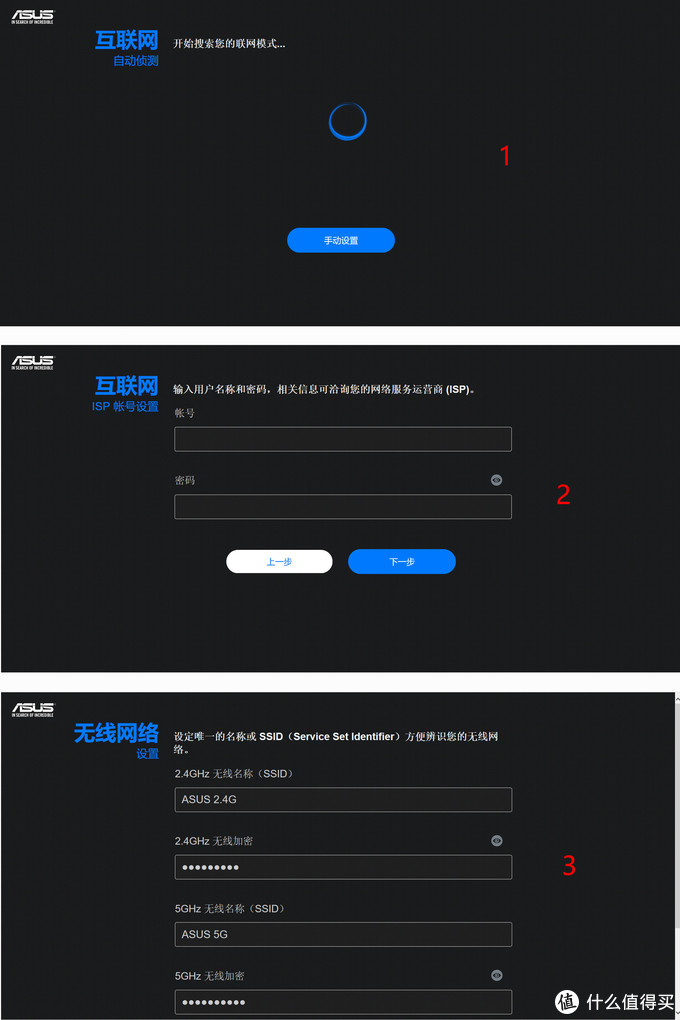 ASUS
IN SEARCH OF INCREDIBLE
互联网
自动侦测
开始搜索您的联网模式...
1
手动设置
ASUS
IN SEARCH OF INCREDIBLE
互联网
ISP 帐号设置
输入用户名称和密码，相关信息可洽询您的网络服务运营商 (ISP)。
帐号
密码
2
上一步
下一步
ASUS
IN SEARCH OF INCREDIBLE
无线网络
设置
设定唯一的名称或 SSID（Service Set Identifier）方便辨识您的无线网
络。
2.4GHz 无线名称（SSID）
ASUS 2.4G
2.4GHz 无线加密
●●●●●●●●●
3
5GHz 无线名称（SSID）
ASUS 5G
5GHz 无线加密
●●●●●●●●●●
值 什么值得买